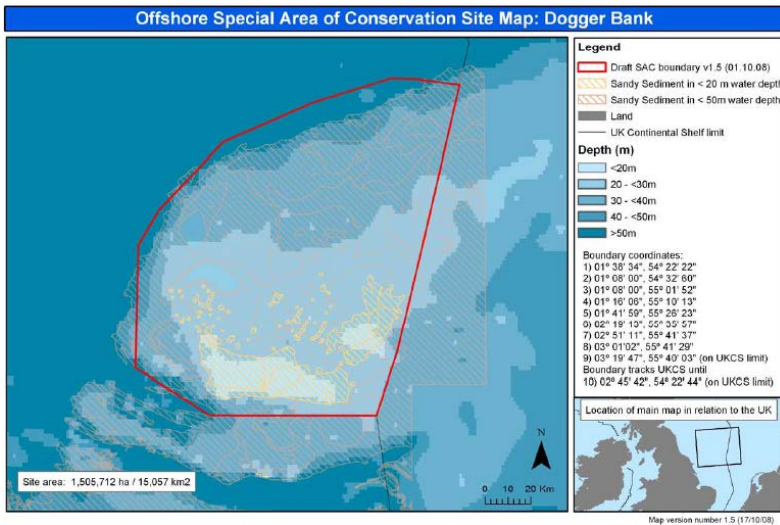 Offshore Special Area of Conservation Site Map: Dogger Bank
Legend
Draft SAC boundary v1.5 (01.10.08)
Sandy Sediment in < 20 m water depth
Sandy Sediment in < 50m water depth
Land
UK Continental Shelf limit
Depth (m)
<20m
20 - <30m
30 - <40m
40 - <50m
>50m
Boundary coordinates:
1) 01º 38' 34", 54º 22' 22"
2) 01º 08' 00", 54º 32' 60"
3) 01º 08' 00", 55º 01' 52"
4) 01º 16' 06", 55º 10' 13"
5) 01º 41' 59", 55º 26' 23"
6) 02º 19' 13", 55º 35' 57"
7) 02º 51' 11", 55º 41' 37"
8) 03º 01'02", 55º 41' 29"
9) 03º 19' 47", 55º 40' 03" (on UKCS limit)
Boundary tracks UKCS until
10) 02º 45' 42", 54º 22' 44" (on UKCS limit)
Location of main map in relation to the UK
N
0 10 20 Km
Site area: 1,505,712 ha / 15,057 km2
Map version number 1.5 (17/10/08)